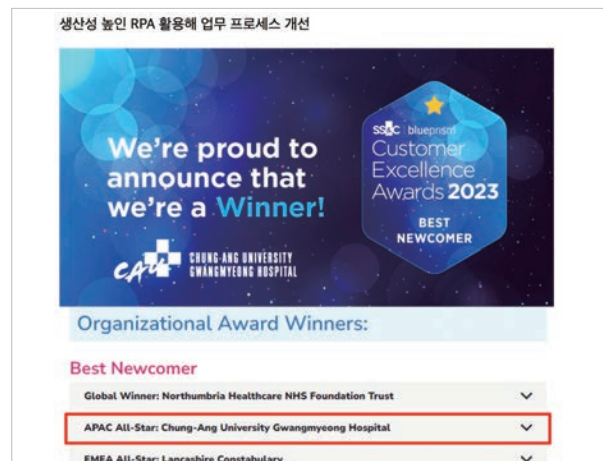 생산성 높인 RPA 활용해 업무 프로세스 개선
We're proud to
announce that
we're a Winner!
CAU
CHUNG-ANG UNIVERSITY
GWANGMYEONG HOSPITAL
SS&C blueprism
Customer
Excellence
Awards 2023
BEST
NEWCOMER
Organizational Award Winners:
Best Newcomer
Global Winner: Northumbria Healthcare NHS Foundation Trust
APAC All-Star: Chung-Ang University Gwangmyeong Hospital
EMEA All-Star: Lancashire Constabulary